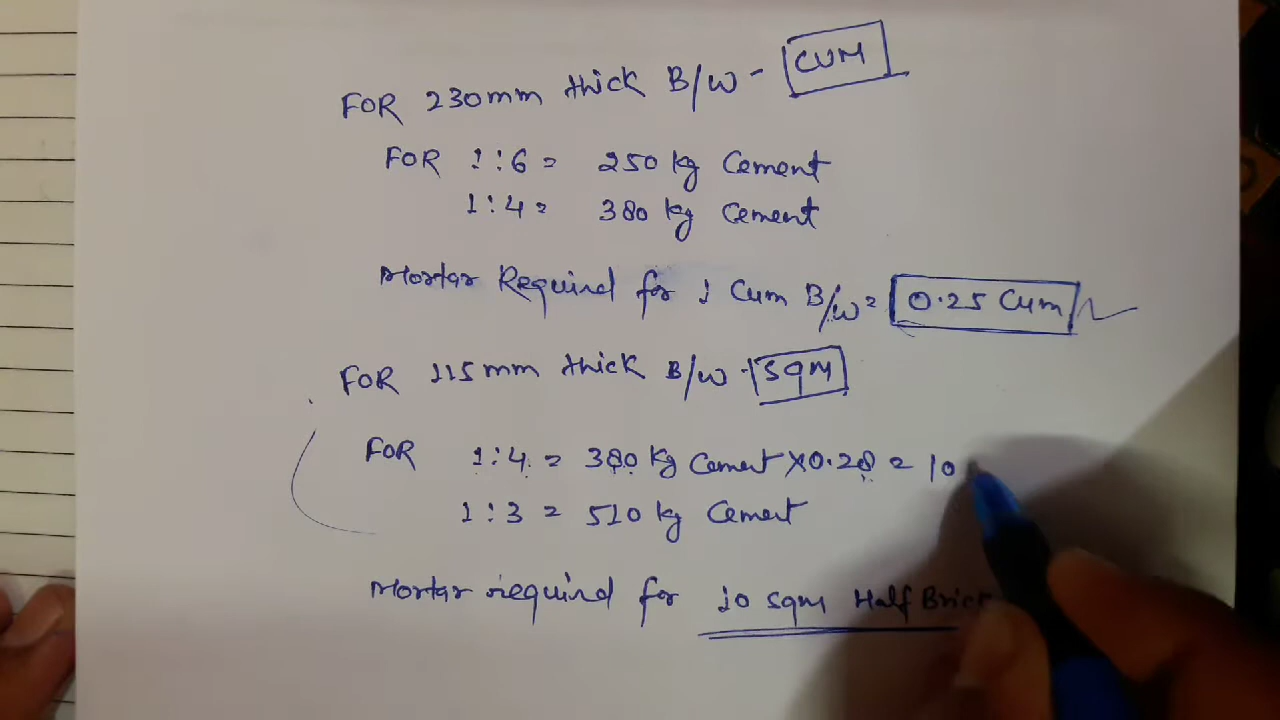 FOR 230mm thick B/W - CUM
FOR 1:6 = 250 kg Cement
1:4 = 380 kg Cement
Mortar Required for 1 Cum B/W = 0.25 Cum
FOR 115mm thick B/W - SQM
FOR 1:4 = 380 Kg Cement x 0.28 = 10
1:3 = 510 kg Cement
Mortar required for 10 sqm Half Brick